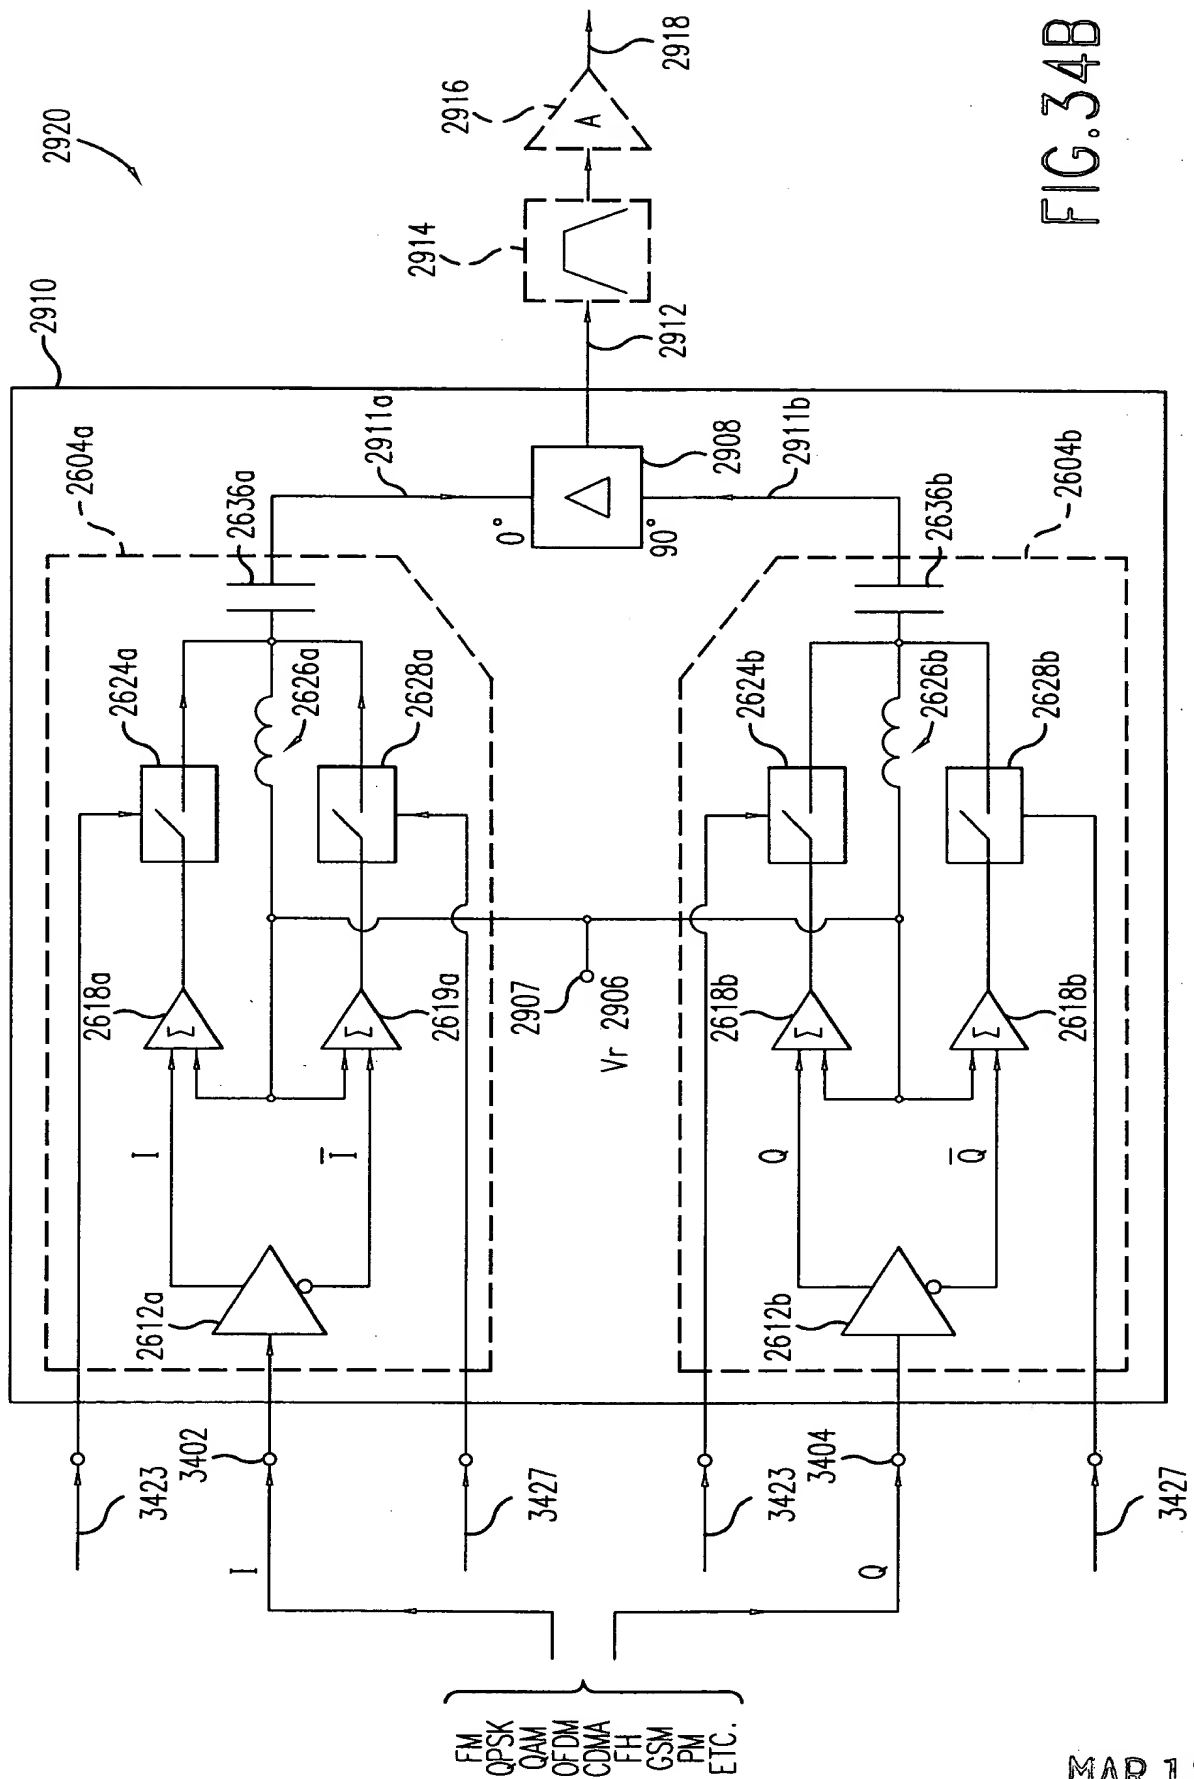 2920
2910
2604a
2636a
2911a
0°
2624a
2626a
2628a
2618a
Σ
2619a
Σ
I
I̅
2612a
3423
3402
3427
I
2914
2916
A
2918
2912
2908
90°
2911b
2907
Vr 2906
2604b
2636b
2624b
2626b
2628b
2618b
Σ
2618b
Σ
Q
Q̅
2612b
3423
3404
3427
Q
FM
QPSK
QAM
OFDM
CDMA
FH
GSM
PM
ETC.
FIG.34B
MAR 1